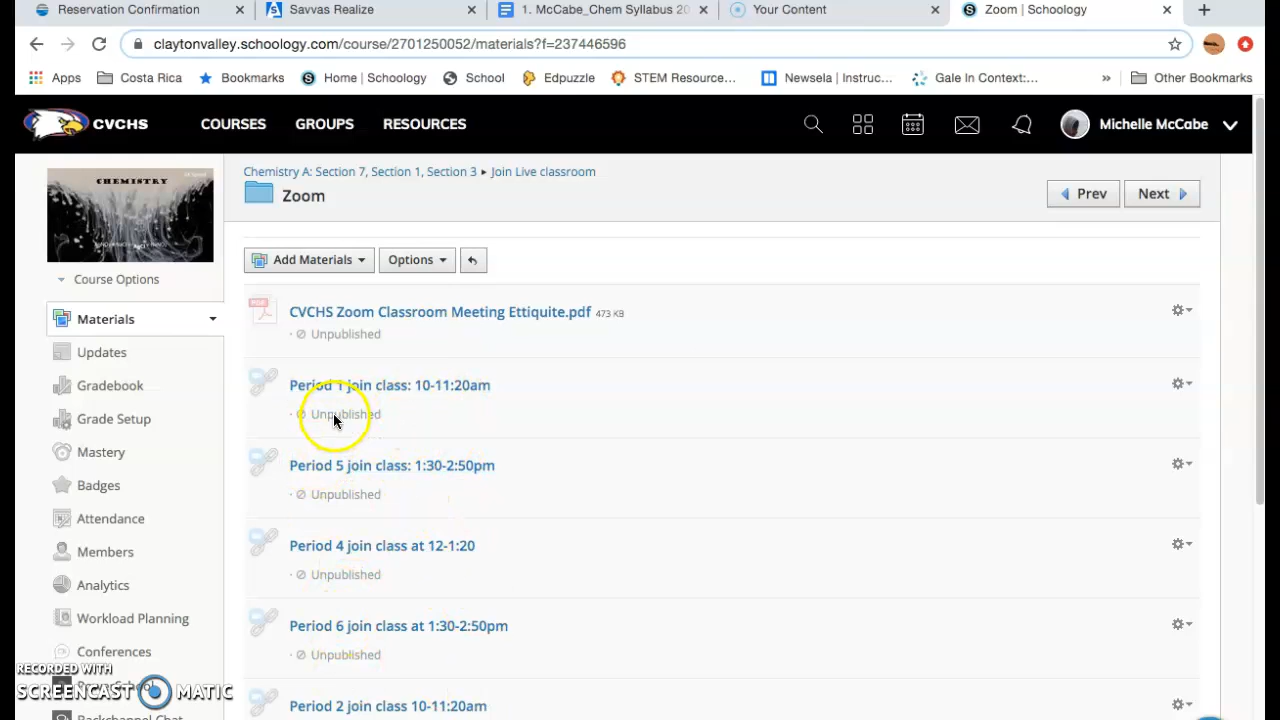 Reservation Confirmation
Savvas Realize
1. McCabe_Chem Syllabus 20
Your Content
Zoom | Schoology
claytonvalley.schoology.com/course/2701250052/materials?f=237446596
Apps
Costa Rica
Bookmarks
Home | Schoology
School
Edpuzzle
STEM Resource...
Newsela | Instruc...
Gale In Context:...
»
Other Bookmarks
CVCHS
COURSES
GROUPS
RESOURCES
Michelle McCabe
CHEMISTRY
Course Options
Materials
Updates
Gradebook
Grade Setup
Mastery
Badges
Attendance
Members
Analytics
Workload Planning
Conferences
Backchannel Chat
Chemistry A: Section 7, Section 1, Section 3 ▸ Join Live classroom
Zoom
Prev
Next
Add Materials
Options
CVCHS Zoom Classroom Meeting Ettiquite.pdf 473 KB
· Unpublished
Period 1 join class: 10-11:20am
· Unpublished
Period 5 join class: 1:30-2:50pm
· Unpublished
Period 4 join class at 12-1:20
· Unpublished
Period 6 join class at 1:30-2:50pm
· Unpublished
Period 2 join class 10-11:20am
RECORDED WITH
SCREENCAST MATIC